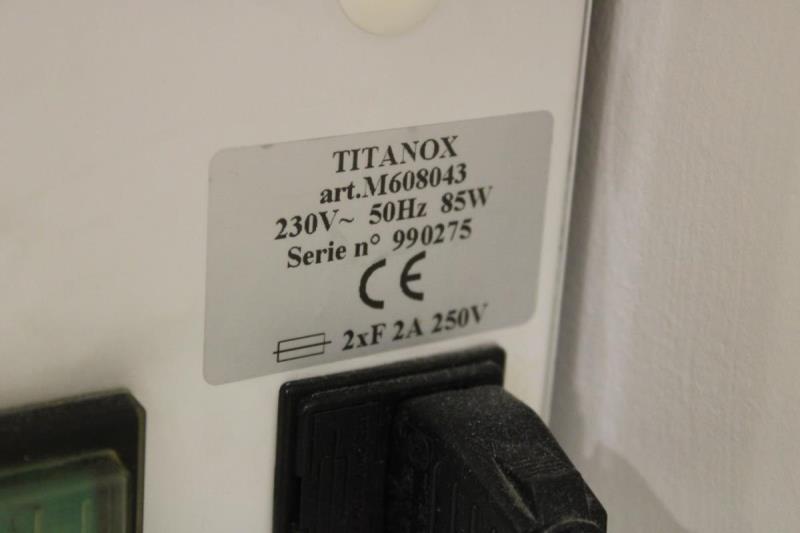 TITANOX
art.M608043
230V~ 50Hz 85W
Serie n° 990275
CE
2xF 2A 250V